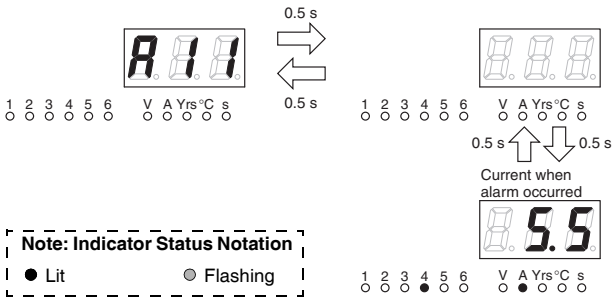 0.5 s
A11
0.5 s
1 2 3 4 5 6 V A Yrs °C s
1 2 3 4 5 6 V A Yrs °C s
0.5 s 0.5 s
Current when
alarm occurred
5.5
Note: Indicator Status Notation
Lit Flashing
1 2 3 4 5 6 V A Yrs °C s